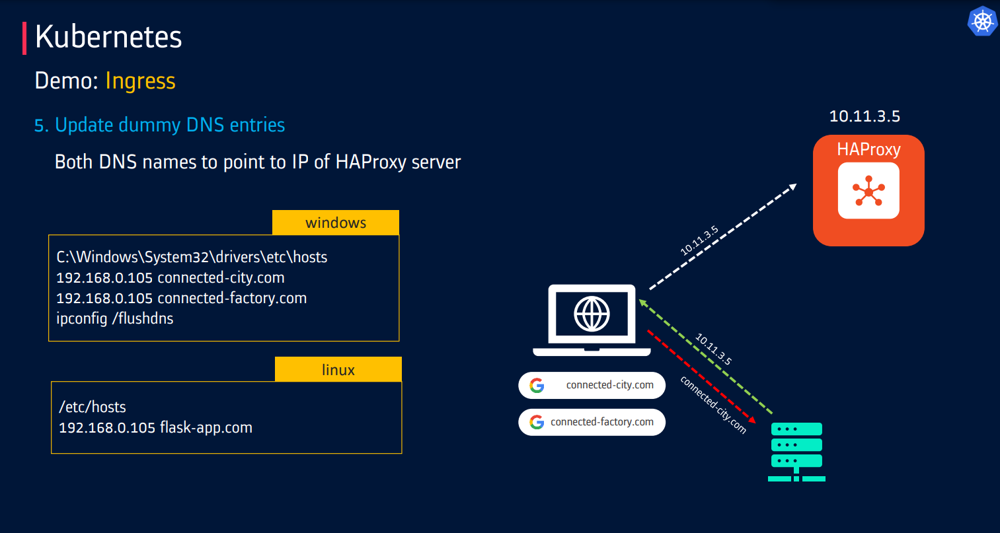 Kubernetes
Demo: Ingress
5. Update dummy DNS entries
Both DNS names to point to IP of HAProxy server
windows
C:\Windows\System32\drivers\etc\hosts
192.168.0.105 connected-city.com
192.168.0.105 connected-factory.com
ipconfig /flushdns
linux
/etc/hosts
192.168.0.105 flask-app.com
10.11.3.5
HAProxy
10.11.3.5
10.11.3.5
connected-city.com
connected-city.com
connected-factory.com